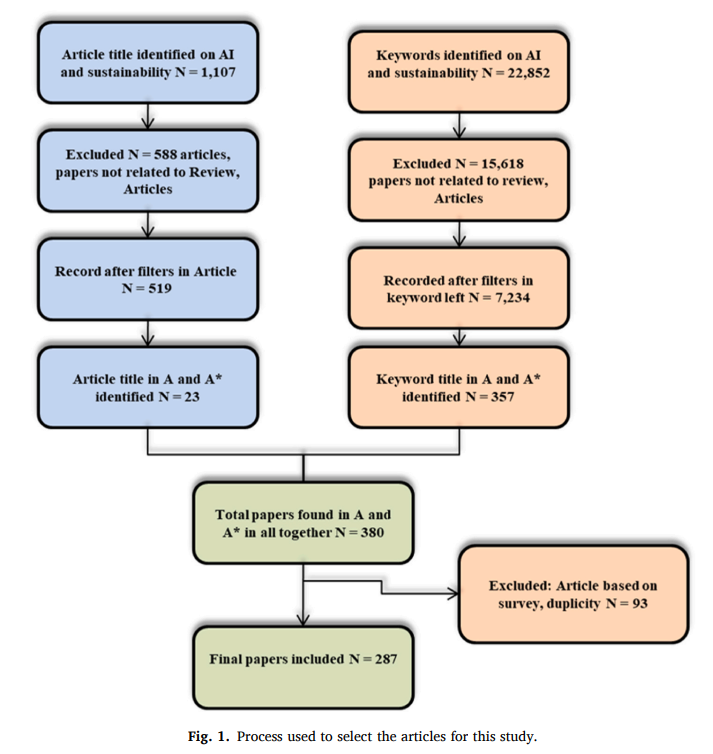 Article title identified on AI
and sustainability N = 1,107
Excluded N = 588 articles,
papers not related to Review,
Articles
Record after filters in Article
N = 519
Article title in A and A*
identified N = 23
Keywords identified on AI
and sustainability N = 22,852
Excluded N = 15,618
papers not related to review,
Articles
Recorded after filters in
keyword left N = 7,234
Keyword title in A and A*
identified N = 357
Total papers found in A and
A* in all together N = 380
Excluded: Article based on
survey, duplicity N = 93
Final papers included N = 287
Fig. 1. Process used to select the articles for this study.